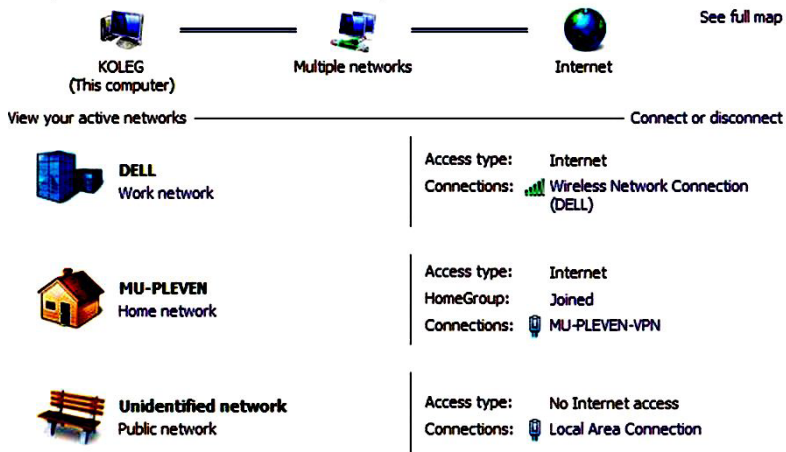 See full map
KOLEG
(This computer)
Multiple networks
Internet
View your active networks
Connect or disconnect
DELL
Work network
Access type: Internet
Connections: Wireless Network Connection
(DELL)
MU-PLEVEN
Home network
Access type: Internet
HomeGroup: Joined
Connections: MU-PLEVEN-VPN
Unidentified network
Public network
Access type: No Internet access
Connections: Local Area Connection